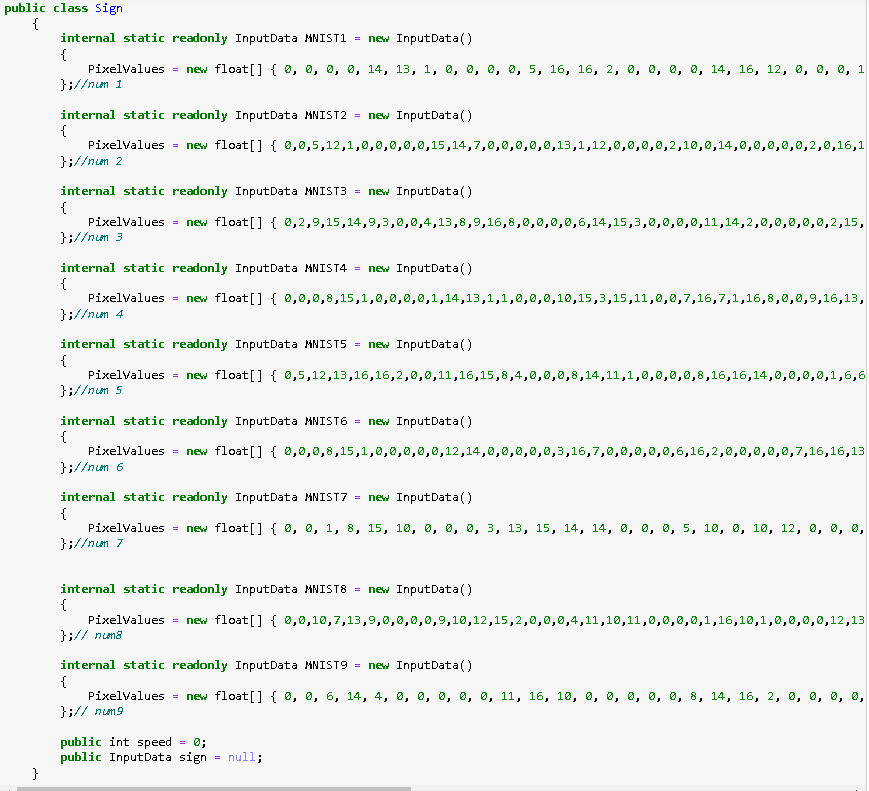 public class Sign
{
internal static readonly InputData MNIST1 = new InputData()
{
PixelValues = new float[] { 0, 0, 0, 0, 14, 13, 1, 0, 0, 0, 0, 5, 16, 16, 2, 0, 0, 0, 0, 14, 16, 12, 0, 0, 0, 1
};//num 1
internal static readonly InputData MNIST2 = new InputData()
{
PixelValues = new float[] { 0,0,5,12,1,0,0,0,0,0,15,14,7,0,0,0,0,0,13,1,12,0,0,0,0,2,10,0,14,0,0,0,0,0,2,0,16,1
};//num 2
internal static readonly InputData MNIST3 = new InputData()
{
PixelValues = new float[] { 0,2,9,15,14,9,3,0,0,4,13,8,9,16,8,0,0,0,0,6,14,15,3,0,0,0,0,11,14,2,0,0,0,0,0,2,15,
};//num 3
internal static readonly InputData MNIST4 = new InputData()
{
PixelValues = new float[] { 0,0,0,8,15,1,0,0,0,0,1,14,13,1,1,0,0,0,10,15,3,15,11,0,0,7,16,7,1,16,8,0,0,9,16,13,
};//num 4
internal static readonly InputData MNIST5 = new InputData()
{
PixelValues = new float[] { 0,5,12,13,16,16,2,0,0,11,16,15,8,4,0,0,0,8,14,11,1,0,0,0,0,8,16,16,14,0,0,0,0,1,6,6
};//num 5
internal static readonly InputData MNIST6 = new InputData()
{
PixelValues = new float[] { 0,0,0,8,15,1,0,0,0,0,0,12,14,0,0,0,0,0,3,16,7,0,0,0,0,0,6,16,2,0,0,0,0,0,7,16,16,13
};//num 6
internal static readonly InputData MNIST7 = new InputData()
{
PixelValues = new float[] { 0, 0, 1, 8, 15, 10, 0, 0, 0, 3, 13, 15, 14, 14, 0, 0, 0, 5, 10, 0, 10, 12, 0, 0, 0,
};//num 7
internal static readonly InputData MNIST8 = new InputData()
{
PixelValues = new float[] { 0,0,10,7,13,9,0,0,0,0,9,10,12,15,2,0,0,0,4,11,10,11,0,0,0,0,1,16,10,1,0,0,0,0,12,13
};// num8
internal static readonly InputData MNIST9 = new InputData()
{
PixelValues = new float[] { 0, 0, 6, 14, 4, 0, 0, 0, 0, 0, 11, 16, 10, 0, 0, 0, 0, 0, 8, 14, 16, 2, 0, 0, 0, 0,
};// num9
public int speed = 0;
public InputData sign = null;
}